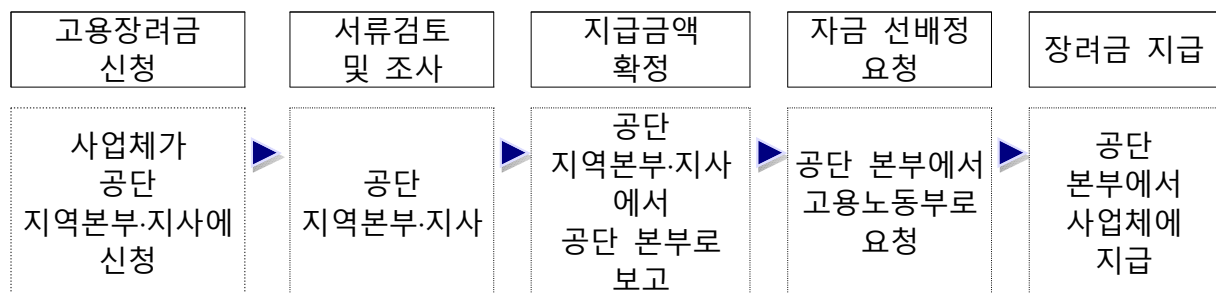 고용장려금
신청
서류검토
및 조사
지급금액
확정
자금 선배정
요청
장려금 지급
사업체가
공단
지역본부·지사에
신청
공단
지역본부·지사
공단
지역본부·지사
에서
공단 본부로
보고
공단 본부에서
고용노동부로
요청
공단
본부에서
사업체에
지급